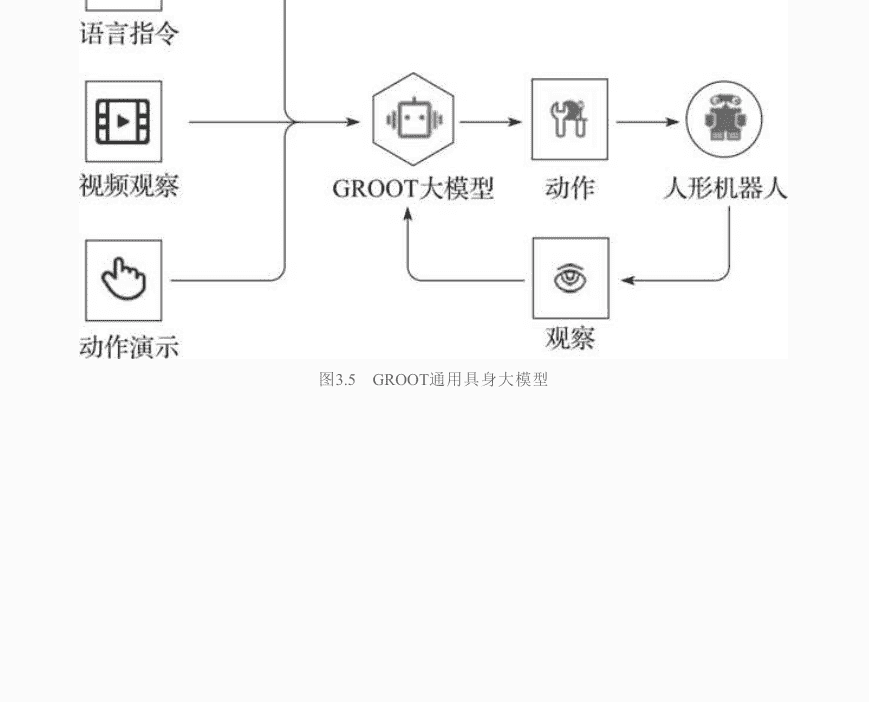 语言指令
视频观察
GROOT大模型
动作
人形机器人
动作演示
观察
图3.5 GROOT通用具身大模型